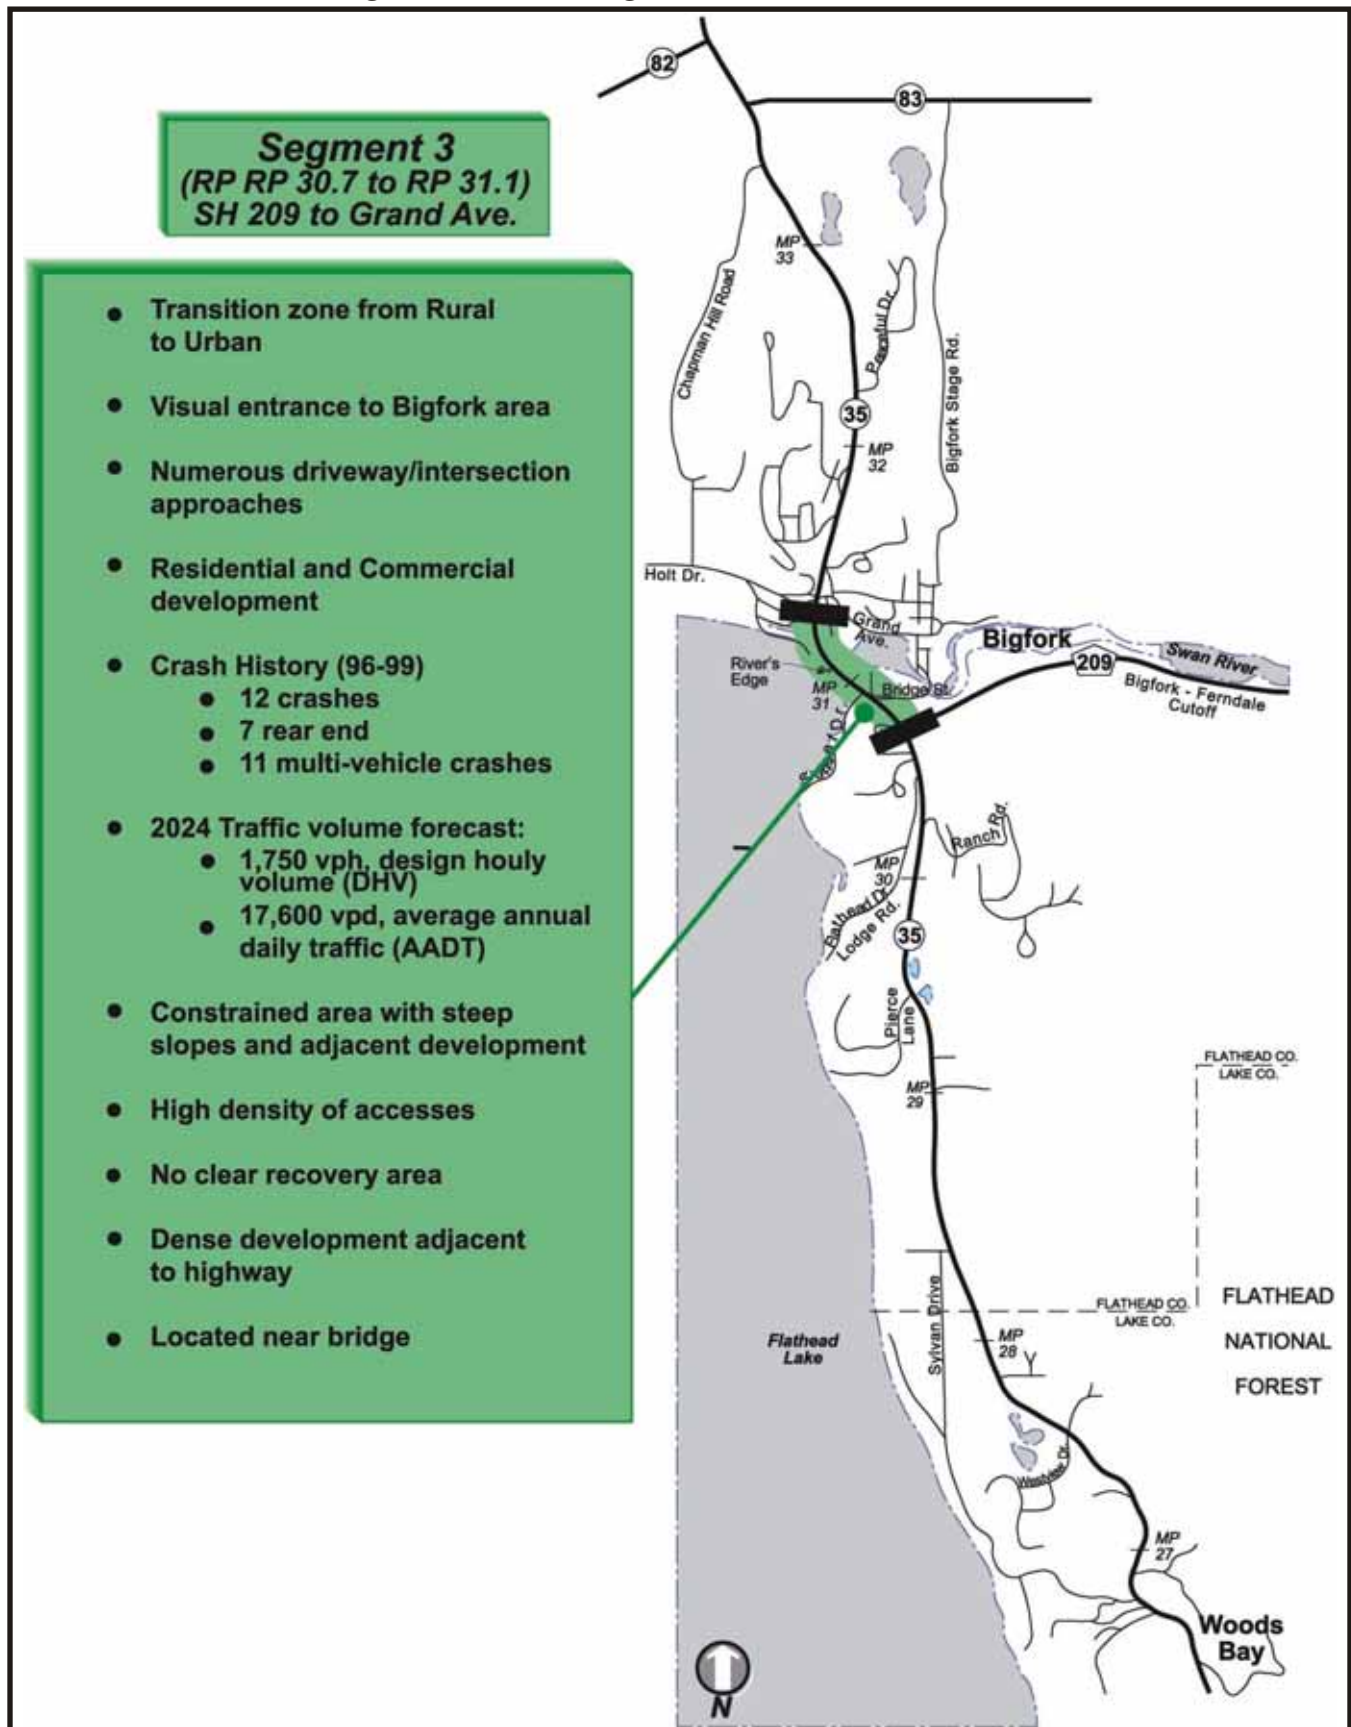 Segment 3
(RP RP 30.7 to RP 31.1)
SH 209 to Grand Ave.
● Transition zone from Rural
to Urban
● Visual entrance to Bigfork area
● Numerous driveway/intersection
approaches
● Residential and Commercial
development
● Crash History (96-99)
● 12 crashes
● 7 rear end
● 11 multi-vehicle crashes
● 2024 Traffic volume forecast:
● 1,750 vph, design houly
volume (DHV)
● 17,600 vpd, average annual
daily traffic (AADT)
● Constrained area with steep
slopes and adjacent development
● High density of accesses
● No clear recovery area
● Dense development adjacent
to highway
● Located near bridge
82
83
MP
33
Chapman Hill Road
Peaceful Dr.
Bigfork Stage Rd.
35
MP
32
Holt Dr.
Grand
Ave.
Bigfork
Swan River
209
Bigfork - Ferndale
Cutoff
River's
Edge
MP
31
Bridge St.
Ranch Rd.
MP
30
Flathead Dr.
Lodge Rd.
35
Pierce
Lane
MP
29
FLATHEAD CO.
LAKE CO.
FLATHEAD CO.
LAKE CO.
FLATHEAD
NATIONAL
FOREST
Sylvan Drive
Flathead
Lake
MP
28
Westview Dr.
MP
27
Woods
Bay
N